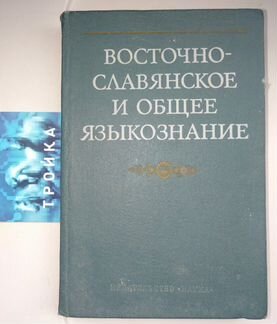 ВОСТОЧНО-
СЛАВЯНСКОЕ
И ОБЩЕЕ
ЯЗЫКОЗНАНИЕ
ИЗДАТЕЛЬСТВО «НАУКА»
ТРОЙКА